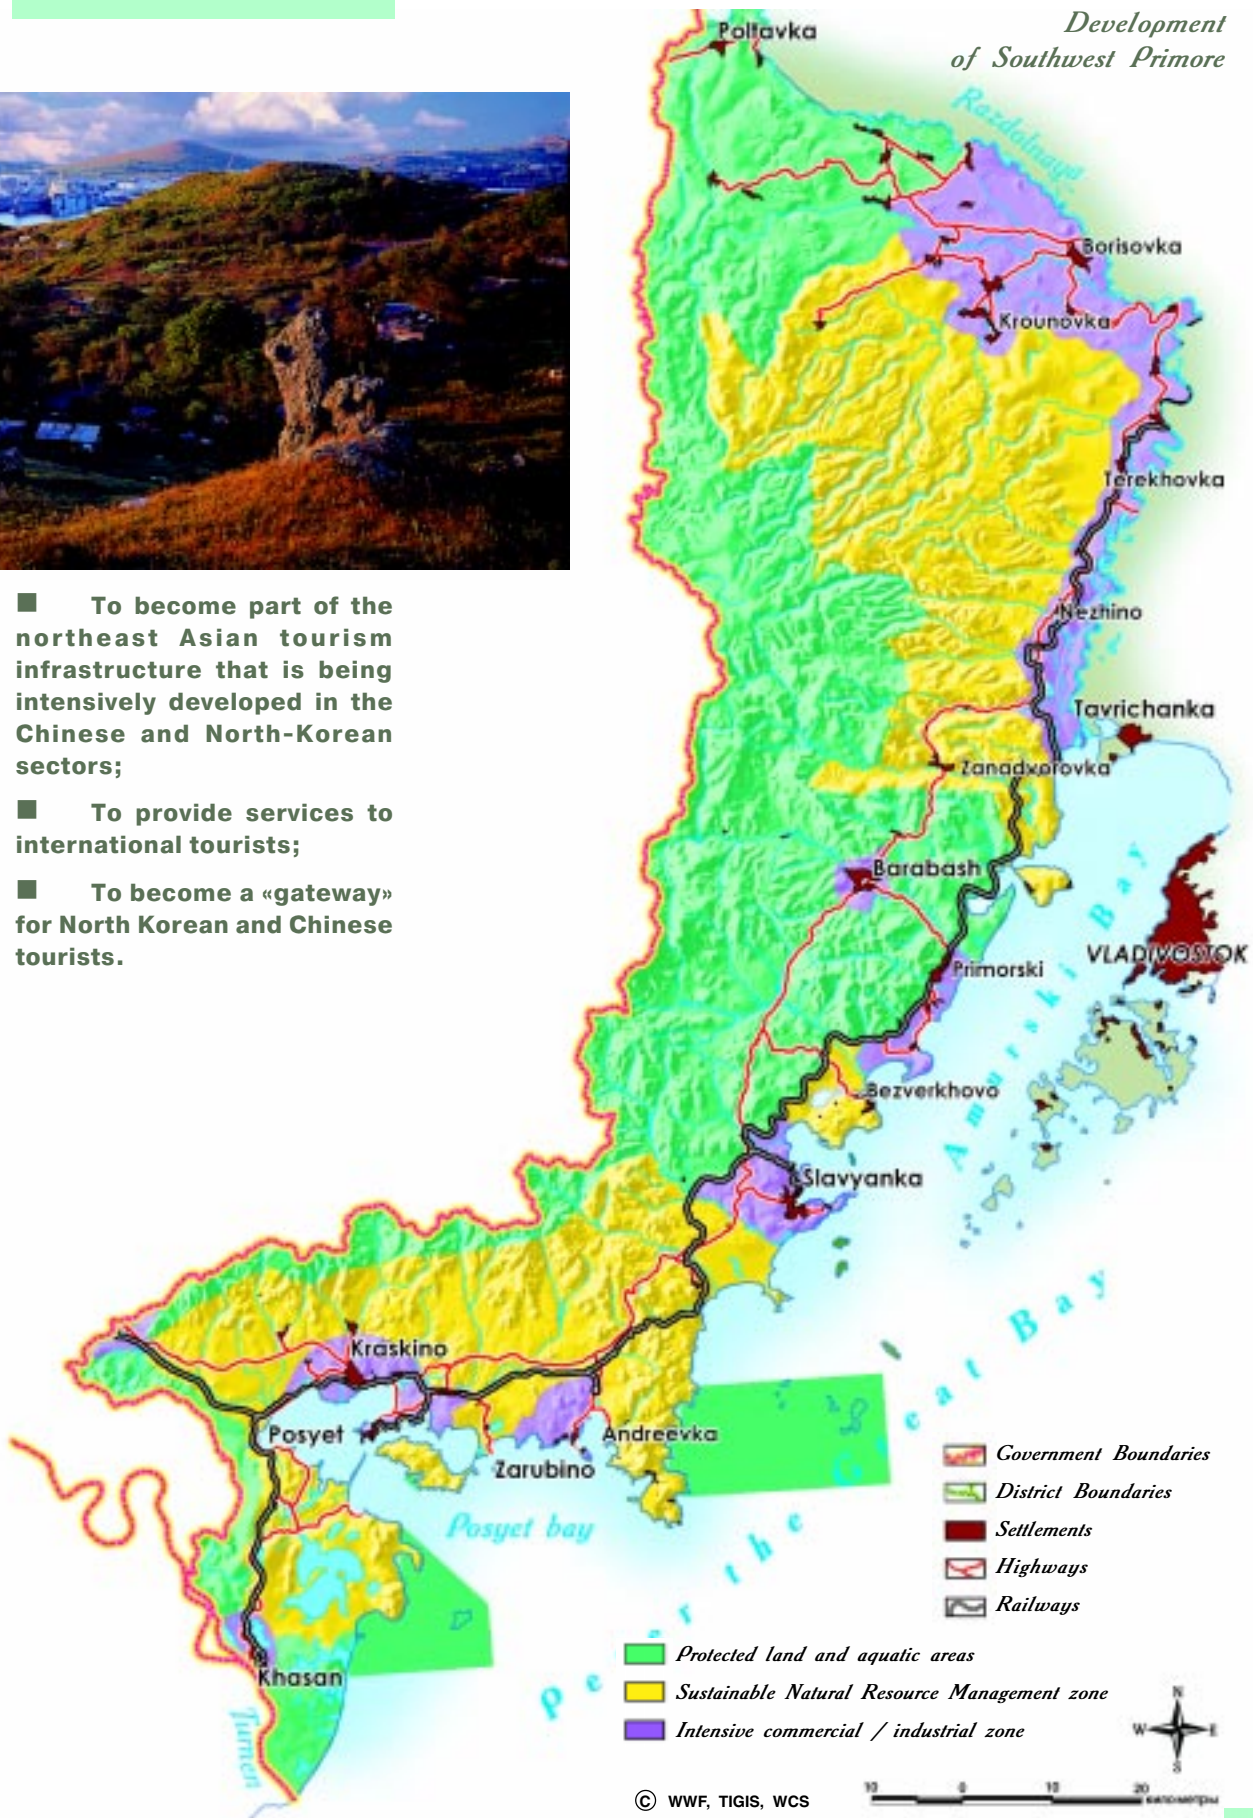 Development
of Southwest Primore
■ To become part of the
northeast Asian tourism
infrastructure that is being
intensively developed in the
Chinese and North-Korean
sectors;
■ To provide services to
international tourists;
■ To become a «gateway»
for North Korean and Chinese
tourists.
Poltavka
Razdolnaya
Borisovka
Krounovka
Terekhovka
Nezhino
Tavrichanka
Zanadvorovka
Barabash
VLADIVOSTOK
Primorski
Amurski Bay
Bezverkhovo
Slavyanka
Kraskino
Posyet
Andreevka
Zarubino
Posyet bay
Peter the Great Bay
Khasan
Tumen
Government Boundaries
District Boundaries
Settlements
Highways
Railways
Protected land and aquatic areas
Sustainable Natural Resource Management zone
Intensive commercial / industrial zone
N
W E
S
© WWF, TIGIS, WCS
10 0 10 20
километры